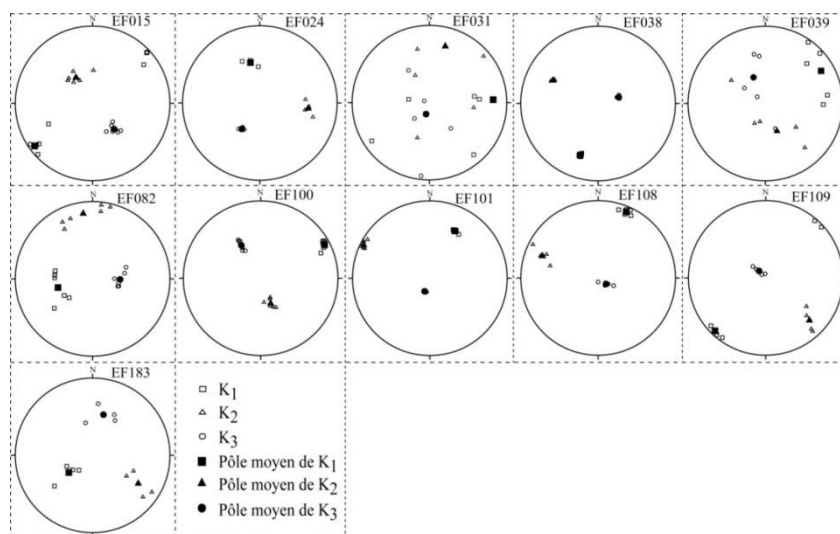 EF015
N
EF024
N
EF031
N
EF038
N
EF039
N
EF082
N
EF100
N
EF101
N
EF108
N
EF109
N
EF183
N
K1
K2
K3
Pôle moyen de K1
Pôle moyen de K2
Pôle moyen de K3